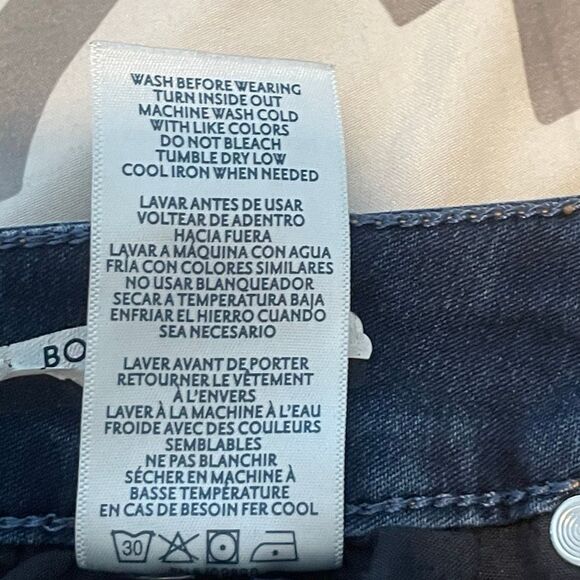 WASH BEFORE WEARING
TURN INSIDE OUT
MACHINE WASH COLD
WITH LIKE COLORS
DO NOT BLEACH
TUMBLE DRY LOW
COOL IRON WHEN NEEDED
LAVAR ANTES DE USAR
VOLTEAR DE ADENTRO
HACIA FUERA
LAVAR A MÁQUINA CON AGUA
FRÍA CON COLORES SIMILARES
NO USAR BLANQUEADOR
SECAR A TEMPERATURA BAJA
ENFRIAR EL HIERRO CUANDO
SEA NECESARIO
BO
LAVER AVANT DE PORTER
RETOURNER LE VÊTEMENT
À L'ENVERS
LAVER À LA MACHINE À L'EAU
FROIDE AVEC DES COULEURS
SEMBLABLES
NE PAS BLANCHIR
SÉCHER EN MACHINE À
BASSE TEMPÉRATURE
EN CAS DE BESOIN FER COOL
30